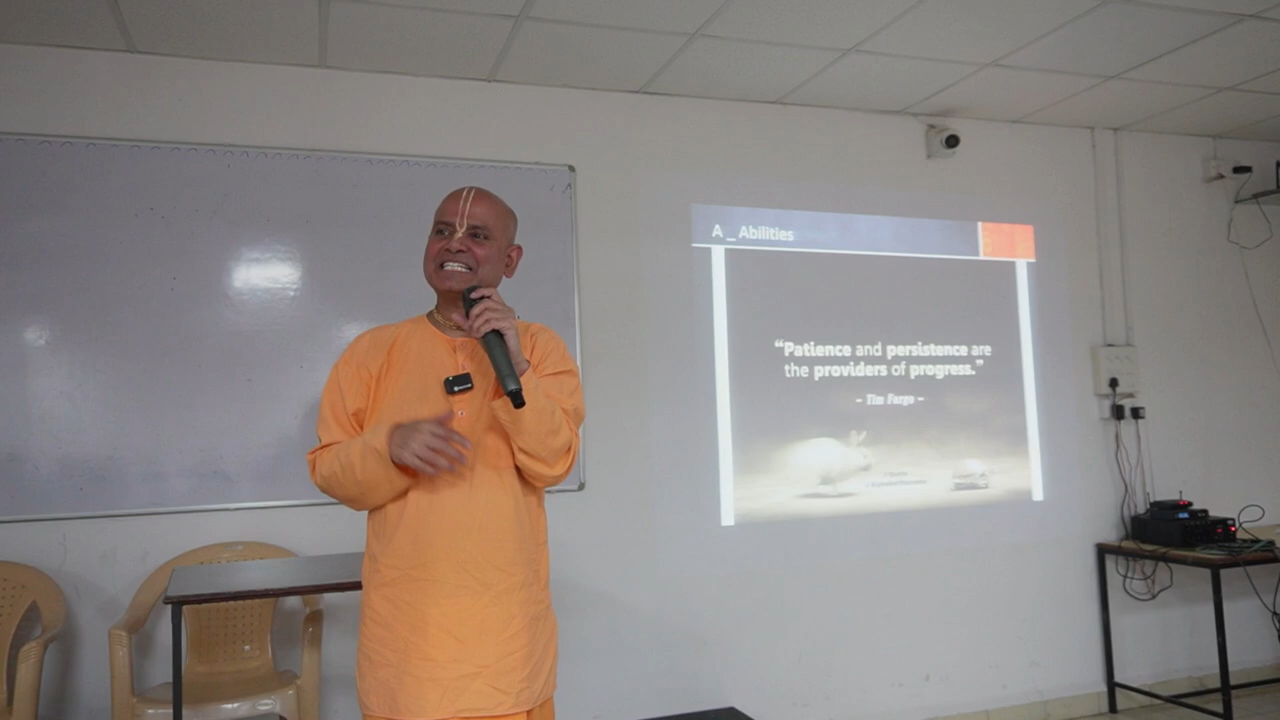 A _ Abilities
“Patience and persistence are
the providers of progress.”
– Tim Fargo –